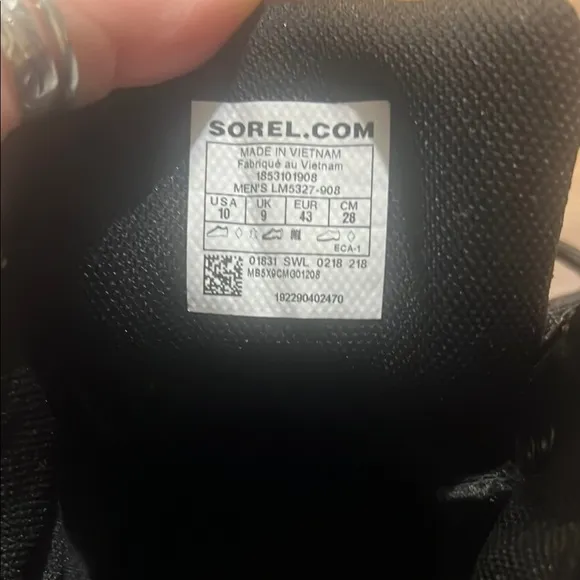 SOREL.COM
MADE IN VIETNAM
Fabriqué au Vietnam
1853101908
MEN'S LM5327-908
USA UK EUR CM
10 9 43 28
ECA-1
01831 SWL 0218 218
MB5X9CMG01208
192290402470